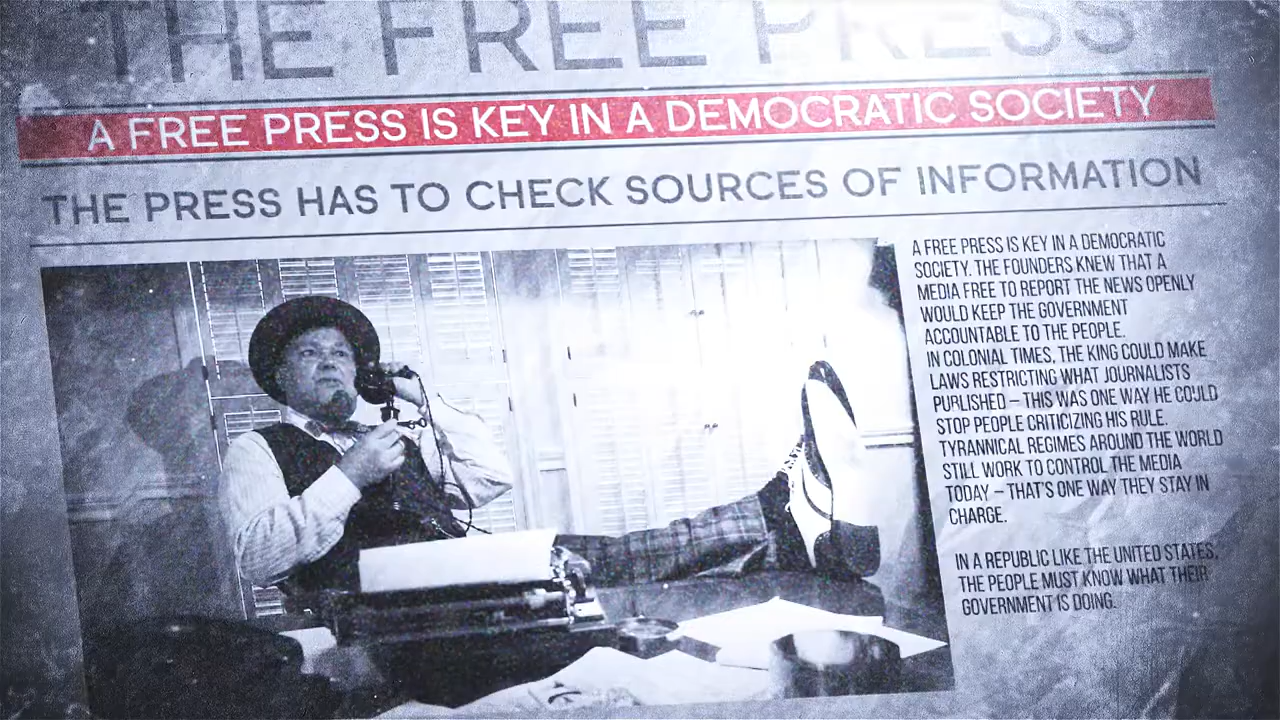 THE FREE PRESS
A FREE PRESS IS KEY IN A DEMOCRATIC SOCIETY
THE PRESS HAS TO CHECK SOURCES OF INFORMATION
A FREE PRESS IS KEY IN A DEMOCRATIC
SOCIETY. THE FOUNDERS KNEW THAT A
MEDIA FREE TO REPORT THE NEWS OPENLY
WOULD KEEP THE GOVERNMENT
ACCOUNTABLE TO THE PEOPLE.
IN COLONIAL TIMES, THE KING COULD MAKE
LAWS RESTRICTING WHAT JOURNALISTS
PUBLISHED – THIS WAS ONE WAY HE COULD
STOP PEOPLE CRITICIZING HIS RULE.
TYRANNICAL REGIMES AROUND THE WORLD
STILL WORK TO CONTROL THE MEDIA
TODAY – THAT'S ONE WAY THEY STAY IN
CHARGE.
IN A REPUBLIC LIKE THE UNITED STATES,
THE PEOPLE MUST KNOW WHAT THEIR
GOVERNMENT IS DOING.